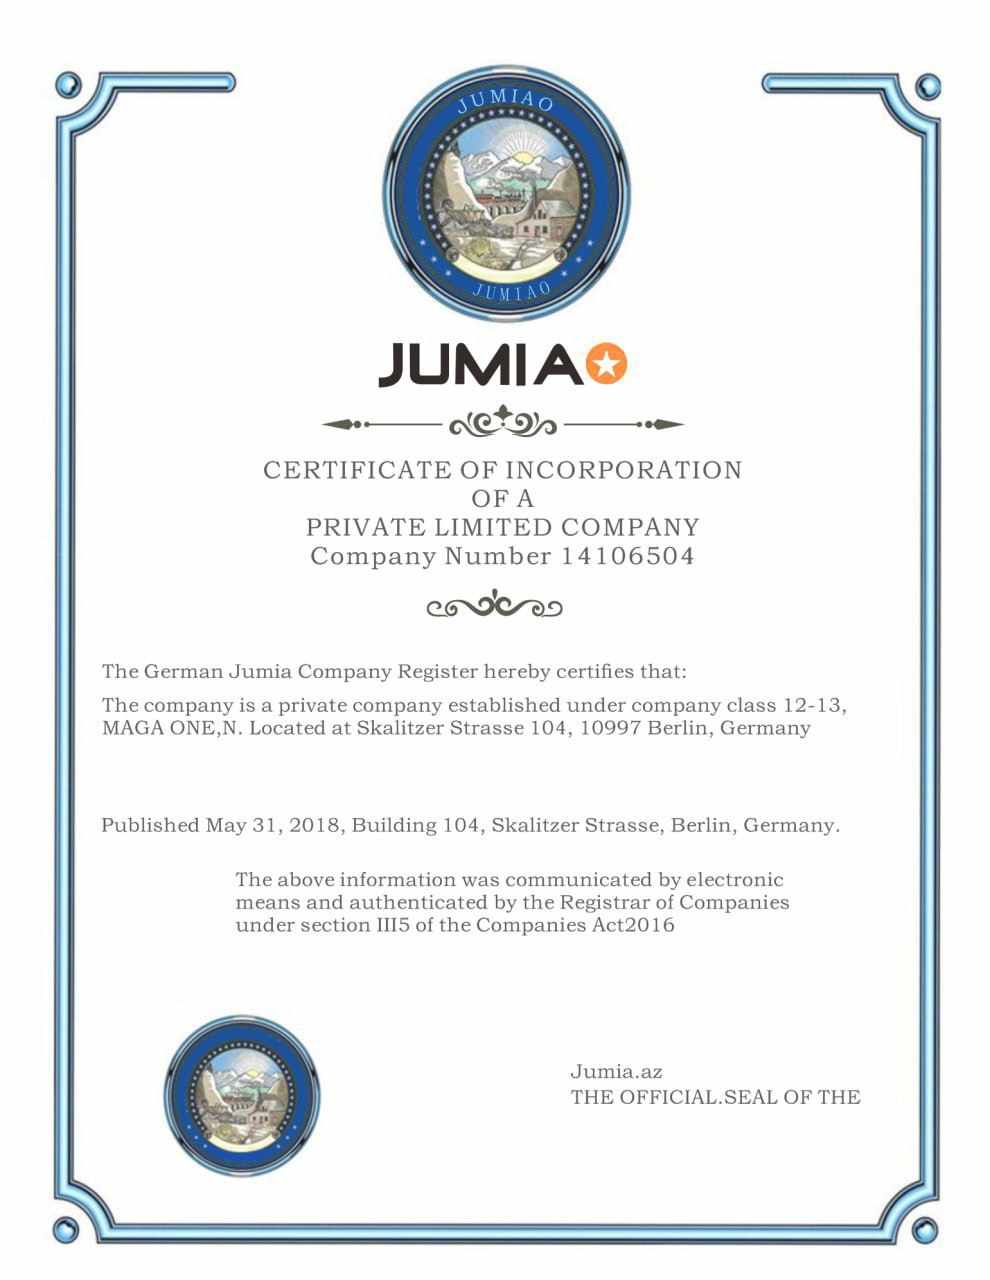 JUMIAO
JUMIAO
JUMIA
CERTIFICATE OF INCORPORATION
OF A
PRIVATE LIMITED COMPANY
Company Number 14106504
The German Jumia Company Register hereby certifies that:
The company is a private company established under company class 12-13,
MAGA ONE,N. Located at Skalitzer Strasse 104, 10997 Berlin, Germany
Published May 31, 2018, Building 104, Skalitzer Strasse, Berlin, Germany.
The above information was communicated by electronic
means and authenticated by the Registrar of Companies
under section III5 of the Companies Act2016
Jumia.az
THE OFFICIAL.SEAL OF THE